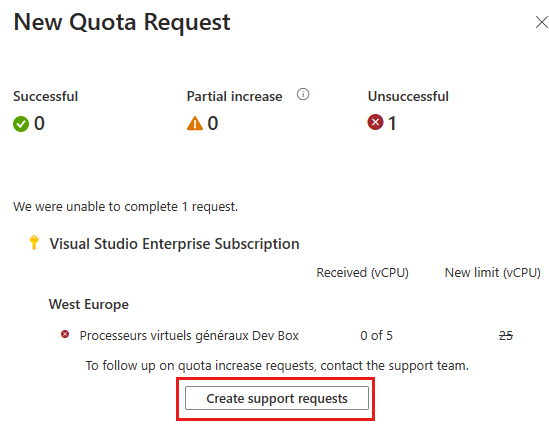 New Quota Request
Successful Partial increase Unsuccessful
0 0 1
We were unable to complete 1 request.
Visual Studio Enterprise Subscription
Received (vCPU) New limit (vCPU)
West Europe
Processeurs virtuels généraux Dev Box 0 of 5 25
To follow up on quota increase requests, contact the support team.
Create support requests